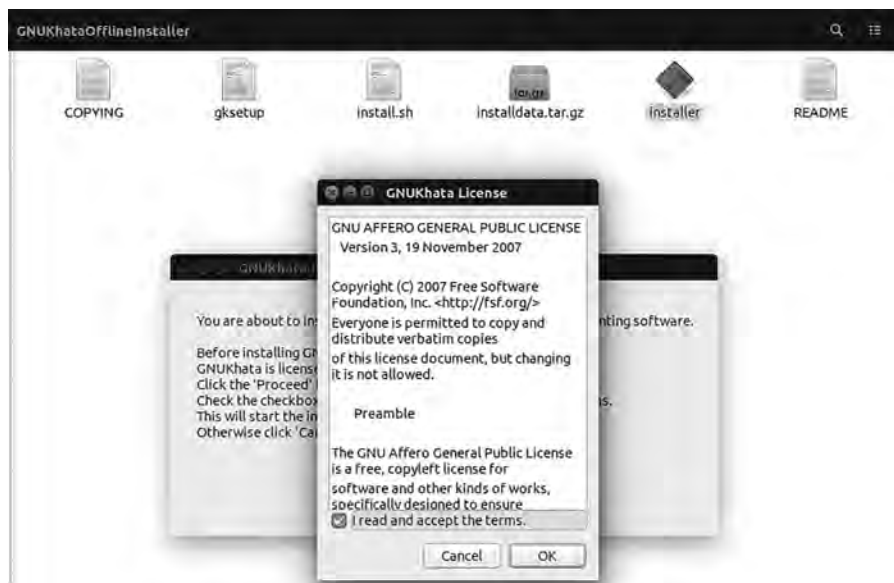 GNUKhataOfflineInstaller
COPYING
gksetup
install.sh
tar.gz
installdata.tar.gz
installer
README
GNUKhata License
GNU AFFERO GENERAL PUBLIC LICENSE
Version 3, 19 November 2007
Copyright (C) 2007 Free Software
Foundation, Inc. <http://fsf.org/>
Everyone is permitted to copy and
distribute verbatim copies
of this license document, but changing
it is not allowed.
Preamble
The GNU Affero General Public License
is a free, copyleft license for
software and other kinds of works,
specifically designed to ensure
I read and accept the terms.
Cancel
OK
GNUKhata
You are about to in nting software.
Before installing
GNUKhata is license
Click the 'Proceed'
Check the checkbox s.
This will start the in
Otherwise click 'Ca